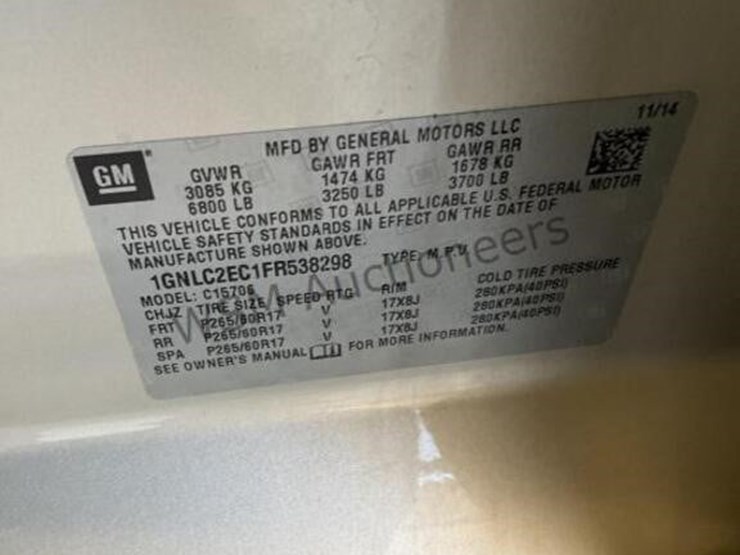 11/14
GM
MFD BY GENERAL MOTORS LLC
GVWR GAWR FRT GAWR RR
3085 KG 1474 KG 1678 KG
6800 LB 3250 LB 3700 LB
THIS VEHICLE CONFORMS TO ALL APPLICABLE U.S. FEDERAL MOTOR
VEHICLE SAFETY STANDARDS IN EFFECT ON THE DATE OF
MANUFACTURE SHOWN ABOVE.
1GNLC2EC1FR538298 TYPE: M.P.V.
MODEL: C15706
CHJZ TIRE SIZE SPEED RTG RIM COLD TIRE PRESSURE
FRT P265/60R17 V 17X8J 280KPA(40PSI)
RR P265/60R17 V 17X8J 280KPA(40PSI)
SPA P265/60R17 V 17X8J 280KPA(40PSI)
SEE OWNER'S MANUAL FOR MORE INFORMATION.
Auctioneers